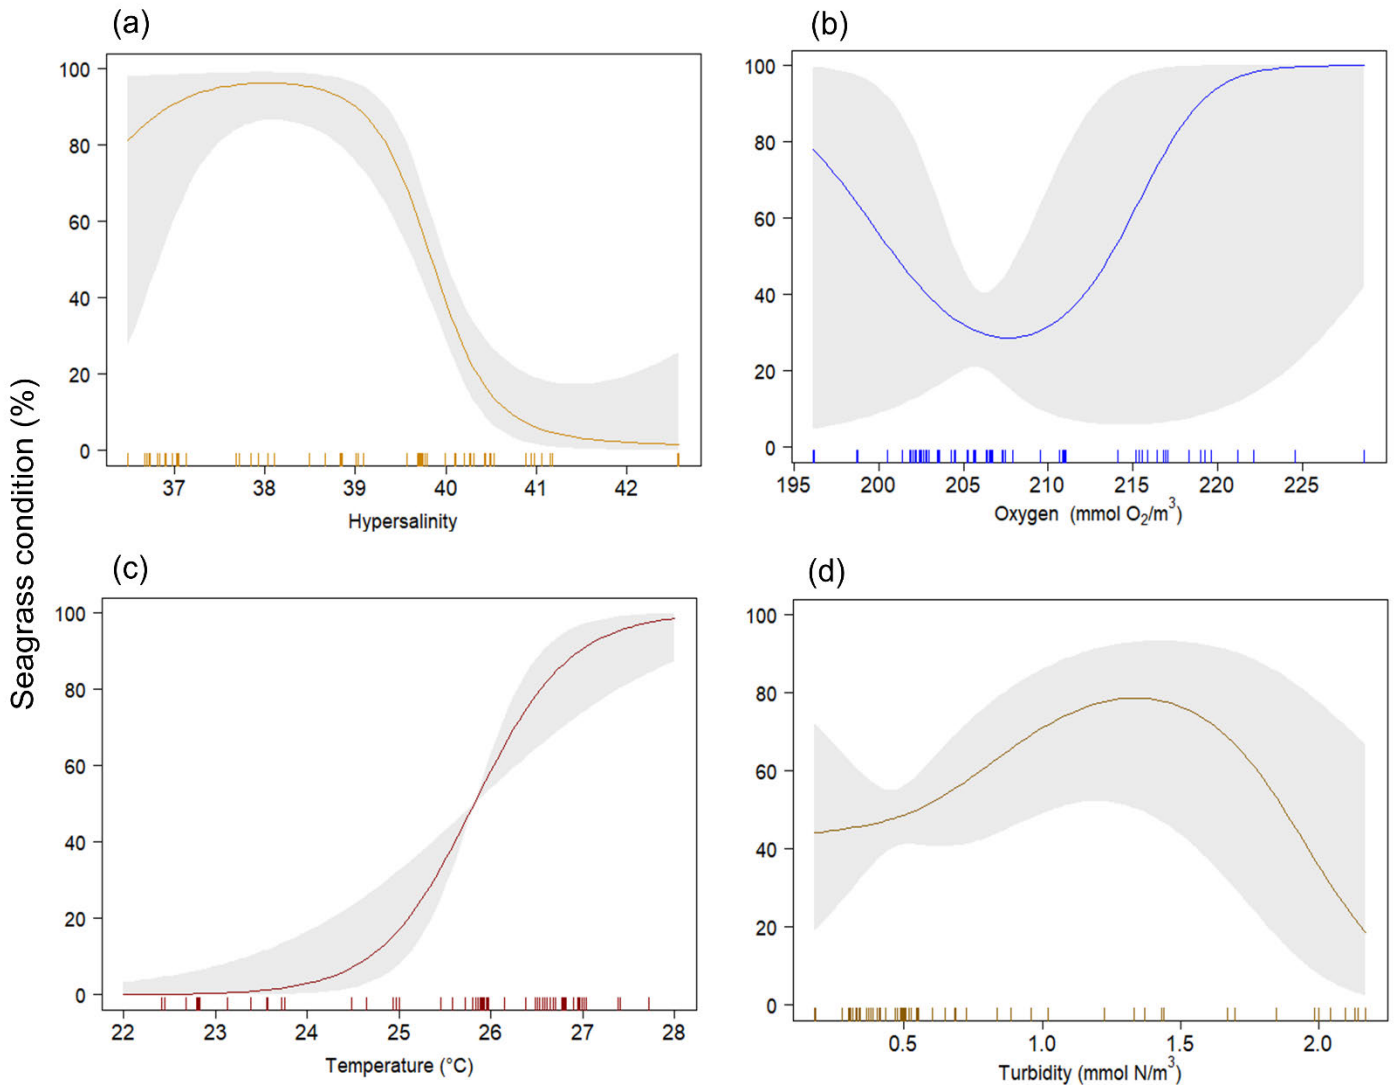 (a)
100
80
60
40
20
0
37 38 39 40 41 42
Hypersalinity
(b)
100
80
60
40
20
0
195 200 205 210 215 220 225
Oxygen (mmol O₂/m³)
Seagrass condition (%)
(c)
100
80
60
40
20
0
22 23 24 25 26 27 28
Temperature (°C)
(d)
100
80
60
40
20
0
0.5 1.0 1.5 2.0
Turbidity (mmol N/m³)